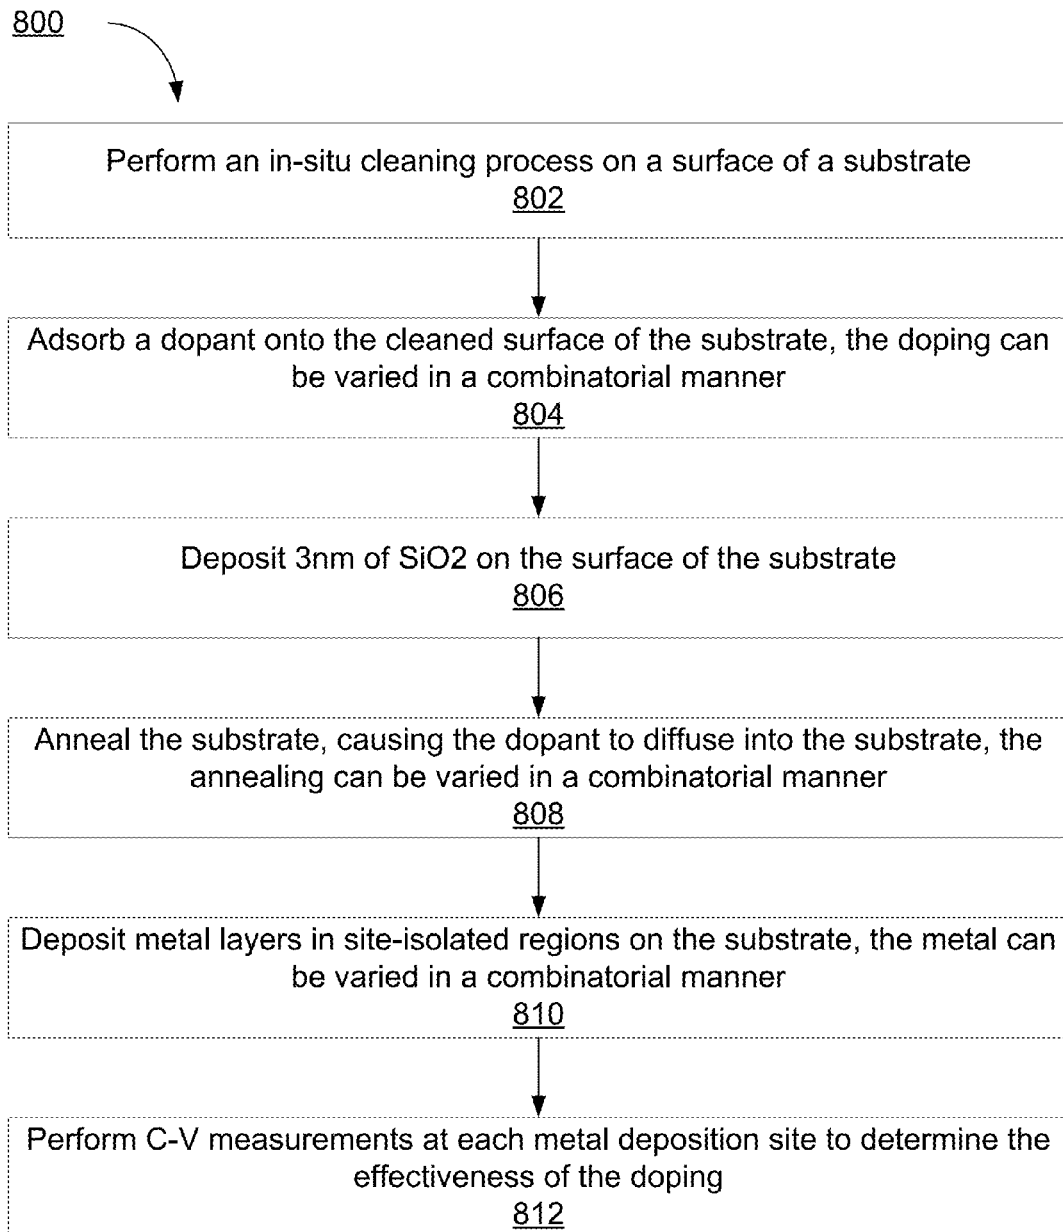 800
Perform an in-situ cleaning process on a surface of a substrate
802
Adsorb a dopant onto the cleaned surface of the substrate, the doping can
be varied in a combinatorial manner
804
Deposit 3nm of SiO2 on the surface of the substrate
806
Anneal the substrate, causing the dopant to diffuse into the substrate, the
annealing can be varied in a combinatorial manner
808
Deposit metal layers in site-isolated regions on the substrate, the metal can
be varied in a combinatorial manner
810
Perform C-V measurements at each metal deposition site to determine the
effectiveness of the doping
812